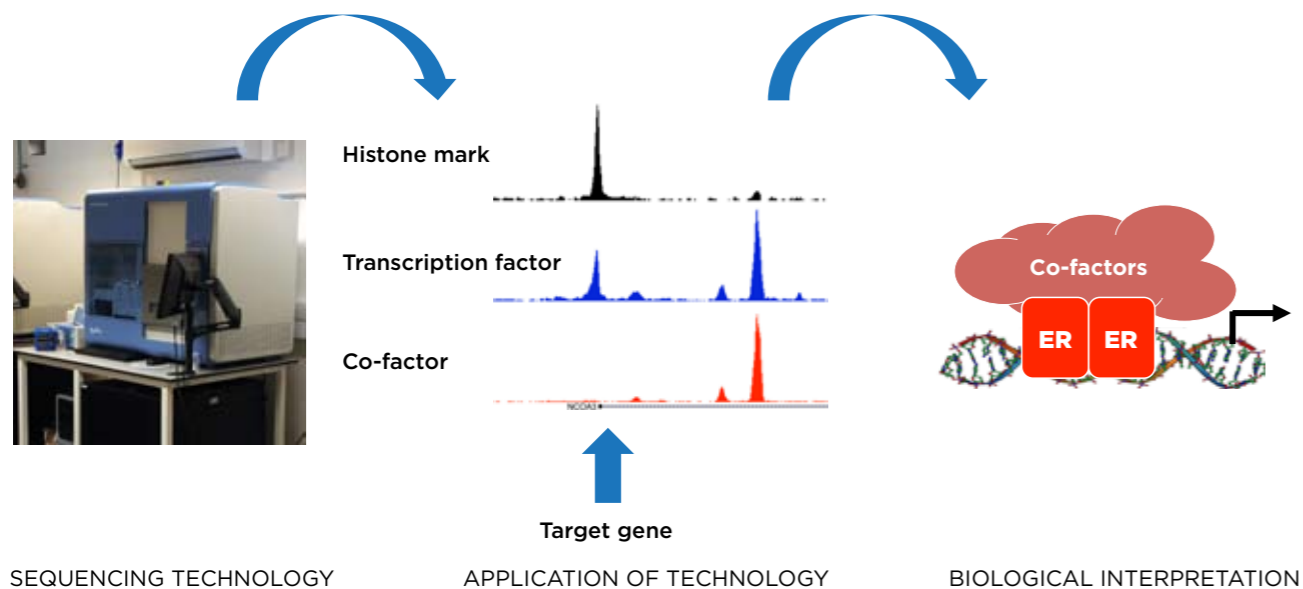 Histone mark
Transcription factor
Co-factor
NCOA3
Target gene
Co-factors
ER ER
SEQUENCING TECHNOLOGY
APPLICATION OF TECHNOLOGY
BIOLOGICAL INTERPRETATION